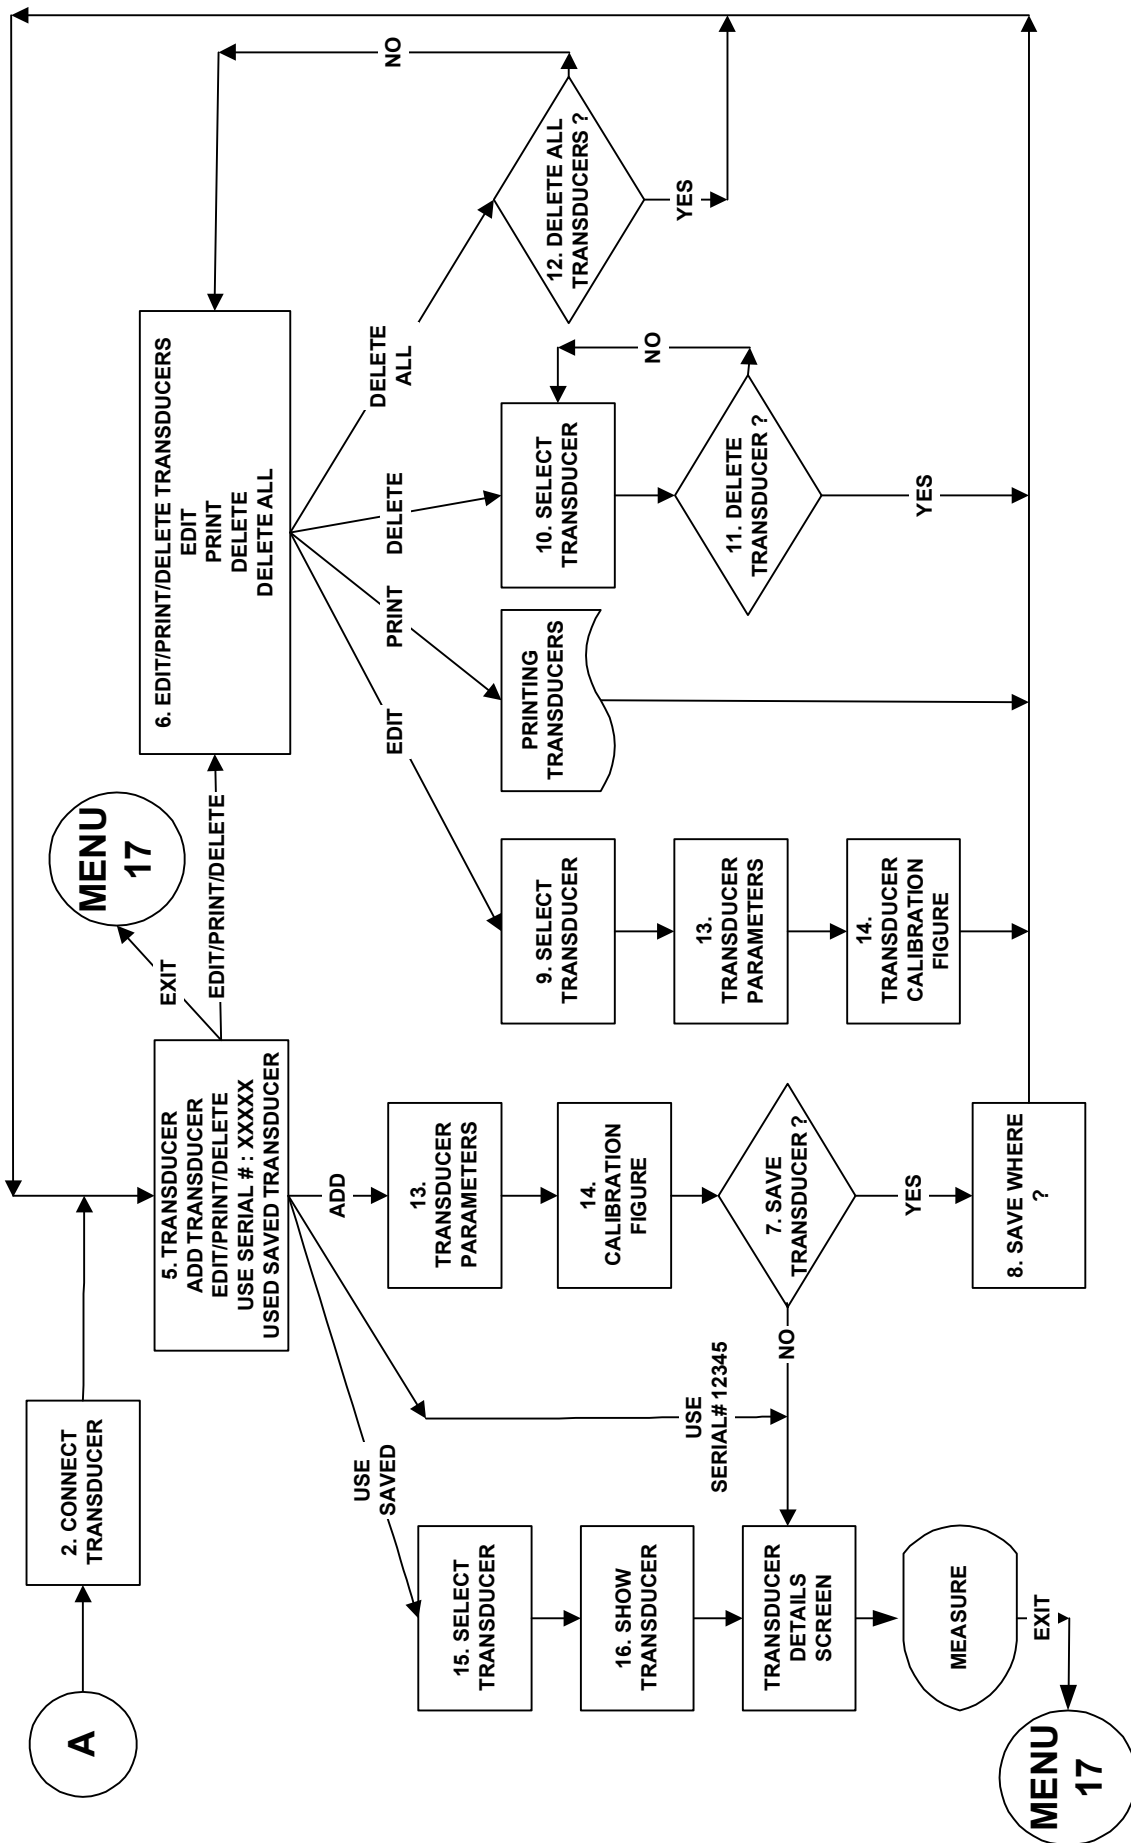 A
2. CONNECT
TRANSDUCER
5. TRANSDUCER
ADD TRANSDUCER
EDIT/PRINT/DELETE
USE SERIAL # : XXXXX
USED SAVED TRANSDUCER
EXIT
MENU
17
EDIT/PRINT/DELETE
6. EDIT/PRINT/DELETE TRANSDUCERS
EDIT
PRINT
DELETE
DELETE ALL
NO
USE
SAVED
ADD
EDIT
PRINT
DELETE
DELETE
ALL
15. SELECT
TRANSDUCER
16. SHOW
TRANSDUCER
TRANSDUCER
DETAILS
SCREEN
MEASURE
EXIT
MENU
17
USE
SERIAL# 12345
13.
TRANSDUCER
PARAMETERS
14.
CALIBRATION
FIGURE
7. SAVE
TRANSDUCER ?
NO
YES
8. SAVE WHERE
?
9. SELECT
TRANSDUCER
13.
TRANSDUCER
PARAMETERS
14.
TRANSDUCER
CALIBRATION
FIGURE
PRINTING
TRANSDUCERS
10. SELECT
TRANSDUCER
NO
11. DELETE
TRANSDUCER ?
YES
12. DELETE ALL
TRANSDUCERS ?
YES